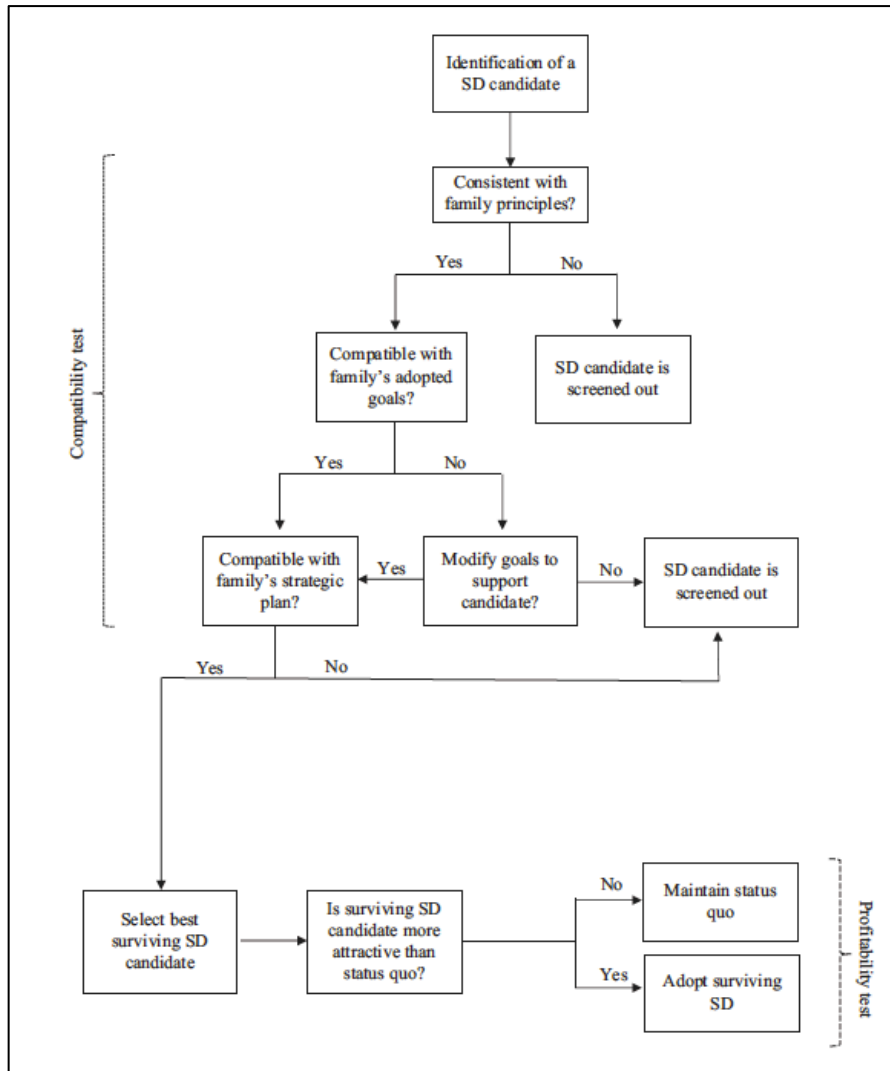 Identification of a
SD candidate
Consistent with
family principles?
Yes
No
Compatibility test
Compatible with
family's adopted
goals?
SD candidate is
screened out
Yes
No
Compatible with
family's strategic
plan?
Yes
Modify goals to
support
candidate?
No
SD candidate is
screened out
Yes
No
Select best
surviving SD
candidate
Is surviving SD
candidate more
attractive than
status quo?
No
Maintain status
quo
Yes
Adopt surviving
SD
Profitability test